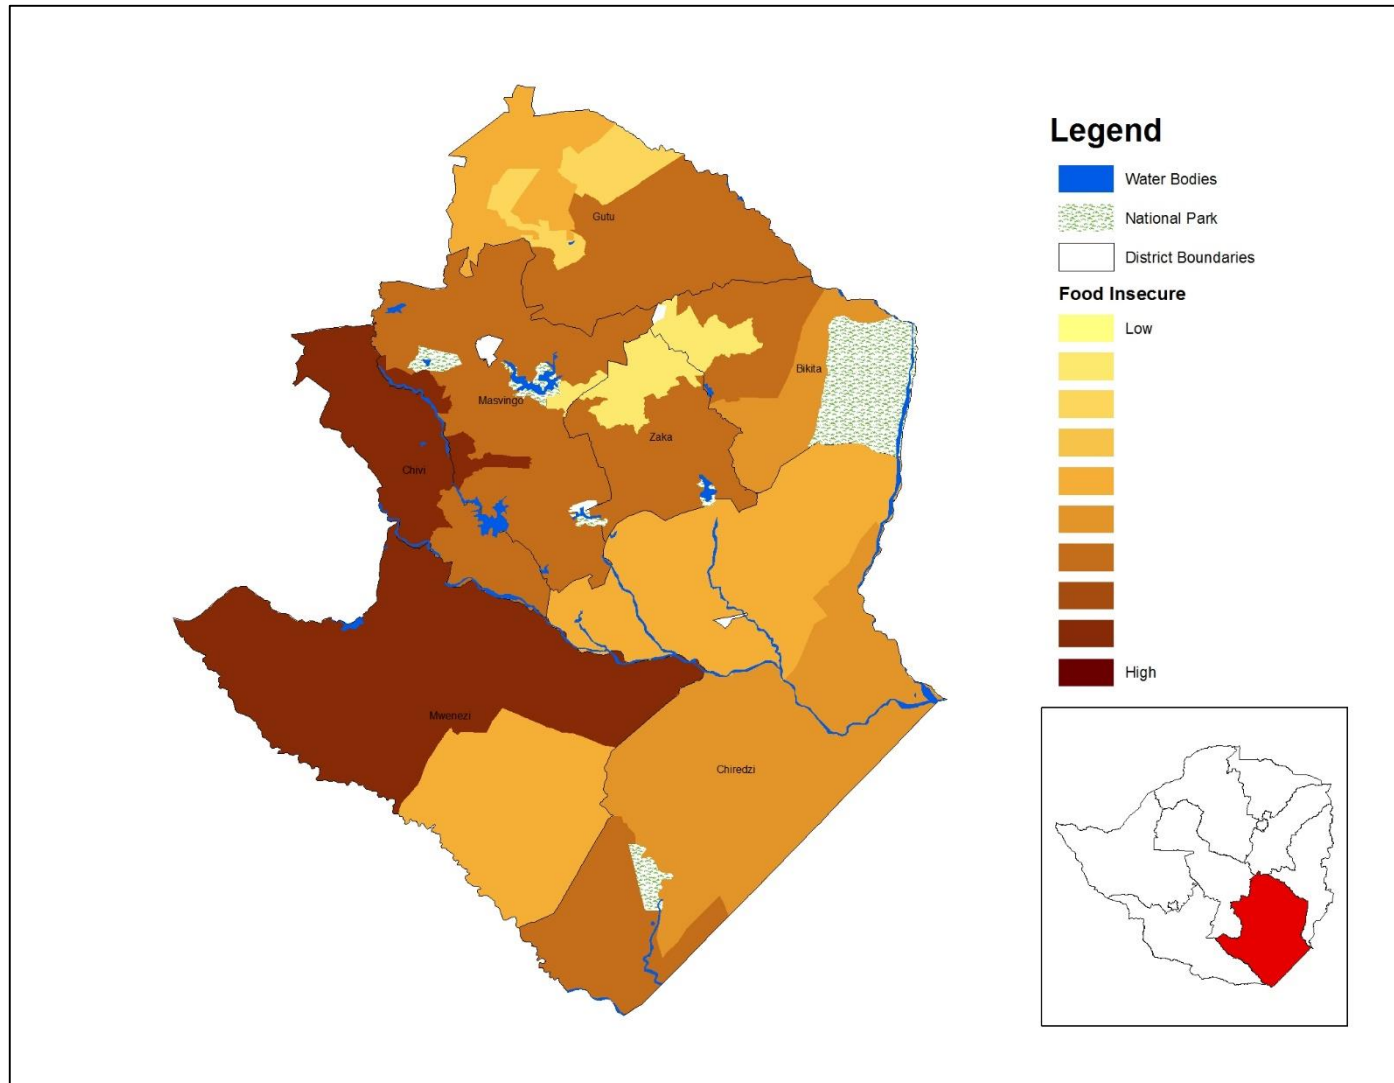 Legend
Water Bodies
National Park
District Boundaries
Food Insecure
Low
High
Gutu
Bikita
Masvingo
Zaka
Chivi
Mwenezi
Chiredzi